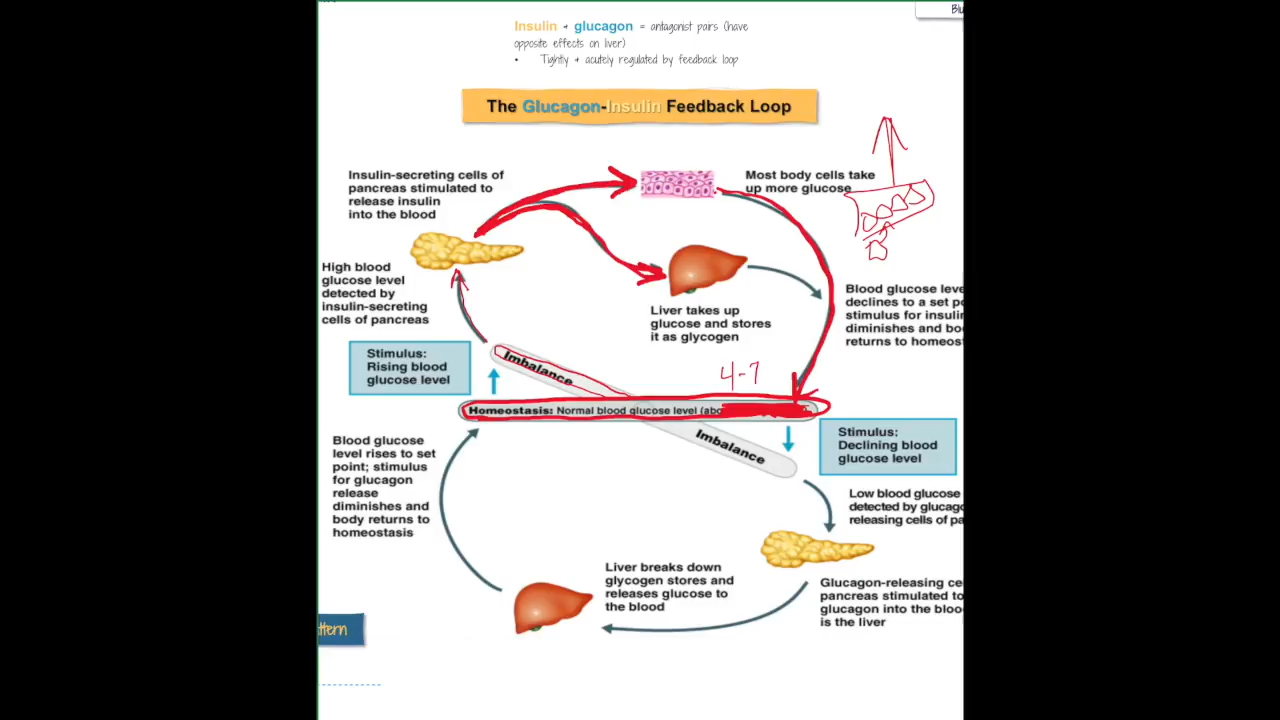 Insulin + glucagon = antagonist pairs (have
opposite effects on liver)
• Tightly + acutely regulated by feedback loop
The Glucagon-Insulin Feedback Loop
Insulin-secreting cells of
pancreas stimulated to
release insulin
into the blood
Most body cells take
up more glucose
High blood
glucose level
detected by
insulin-secreting
cells of pancreas
Liver takes up
glucose and stores
it as glycogen
Blood glucose leve
declines to a set po
stimulus for insulin
diminishes and bo
returns to homeost
Stimulus:
Rising blood
glucose level
Imbalance
4-7
Homeostasis: Normal blood glucose level (abo
Imbalance
Stimulus:
Declining blood
glucose level
Blood glucose
level rises to set
point; stimulus
for glucagon
release
diminishes and
body returns to
homeostasis
Low blood glucose
detected by glucag
releasing cells of pa
Liver breaks down
glycogen stores and
releases glucose to
the blood
Glucagon-releasing ce
pancreas stimulated to
glucagon into the bloo
is the liver
ttern